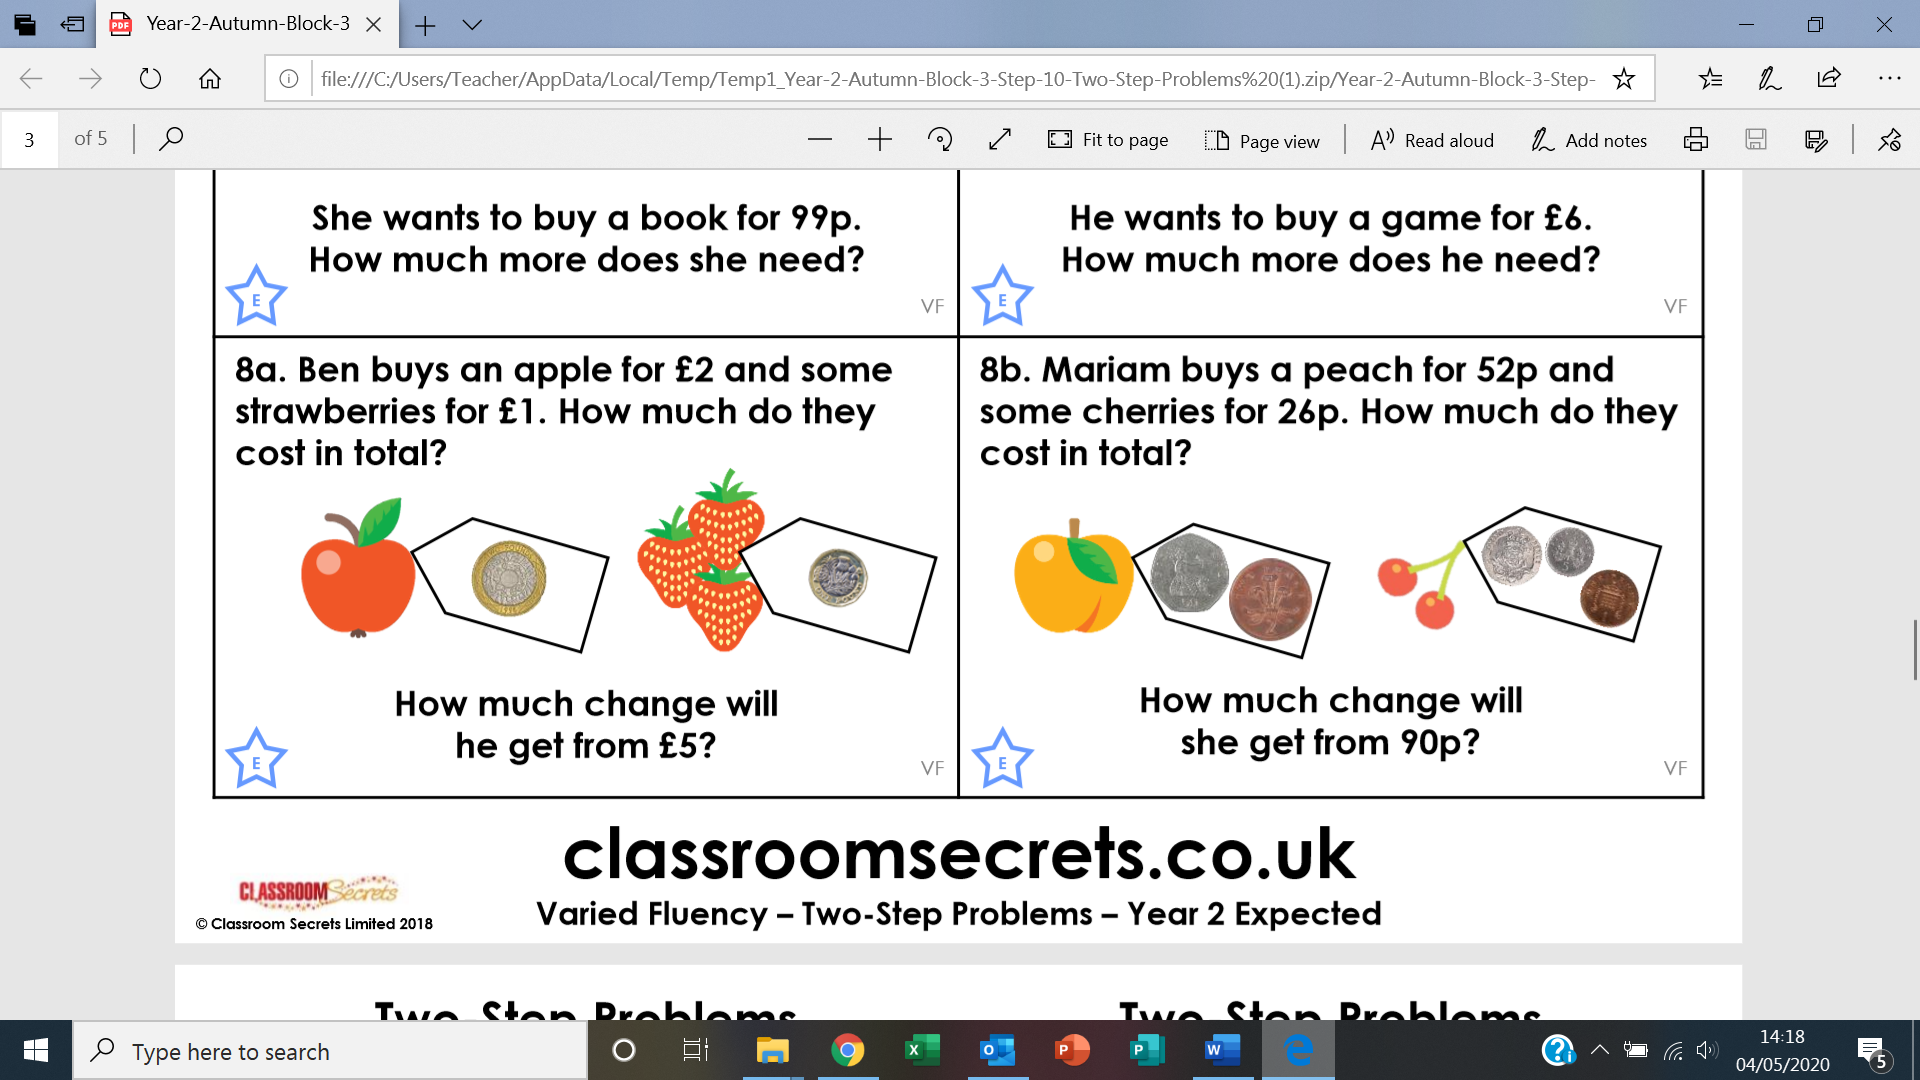 Year-2-Autumn-Block-3
file:///C:/Users/Teacher/AppData/Local/Temp/Temp1_Year-2-Autumn-Block-3-Step-10-Two-Step-Problems%20(1).zip/Year-2-Autumn-Block-3-Step-
3 of 5
Fit to page
Page view
Read aloud
Add notes
She wants to buy a book for 99p.
How much more does she need?
E
VF
He wants to buy a game for £6.
How much more does he need?
E
VF
8a. Ben buys an apple for £2 and some
strawberries for £1. How much do they
cost in total?
How much change will
he get from £5?
E
VF
8b. Mariam buys a peach for 52p and
some cherries for 26p. How much do they
cost in total?
How much change will
she get from 90p?
E
VF
classroomsecrets.co.uk
CLASSROOM Secrets
© Classroom Secrets Limited 2018
Varied Fluency – Two-Step Problems – Year 2 Expected
Two-Step Problems
Two-Step Problems
Type here to search
14:18
04/05/2020
5